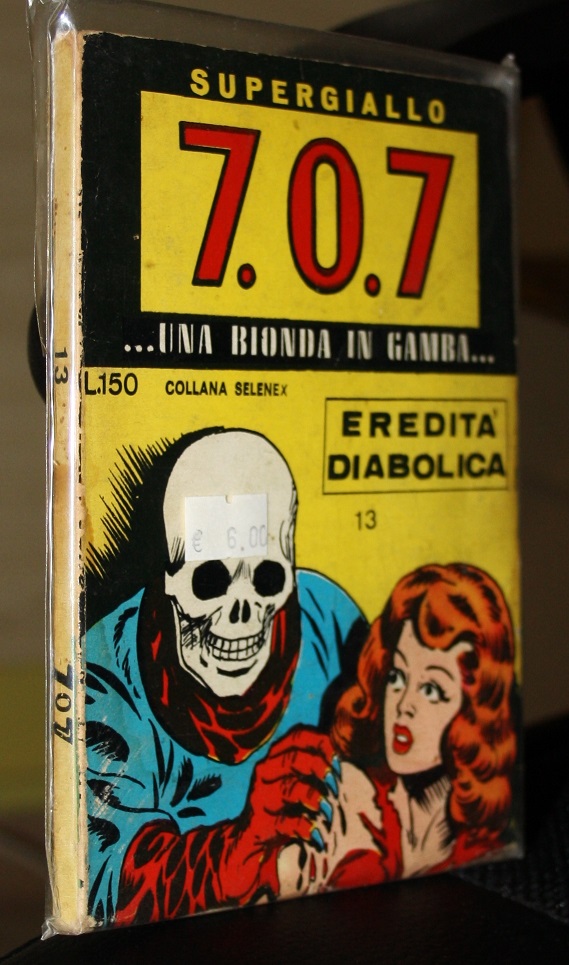 SUPERGIALLO
7.0.7
...UNA BIONDA IN GAMBA...
L.150 COLLANA SELENEX
EREDITA'
DIABOLICA
13
€ 6,00
13
707